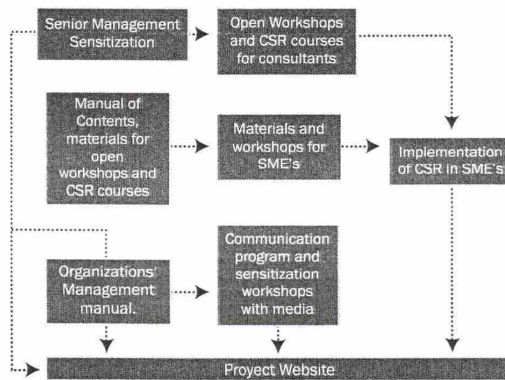 Senior Management
Sensitization
Open Workshops
and CSR courses
for consultants
Manual of
Contents,
materials for
open
workshops and
CSR courses
Materials and
workshops for
SME's
Implementation
of CSR in SME's
Organizations'
Management
manual.
Communication
program and
sensitization
workshops
with media
Proyect Website